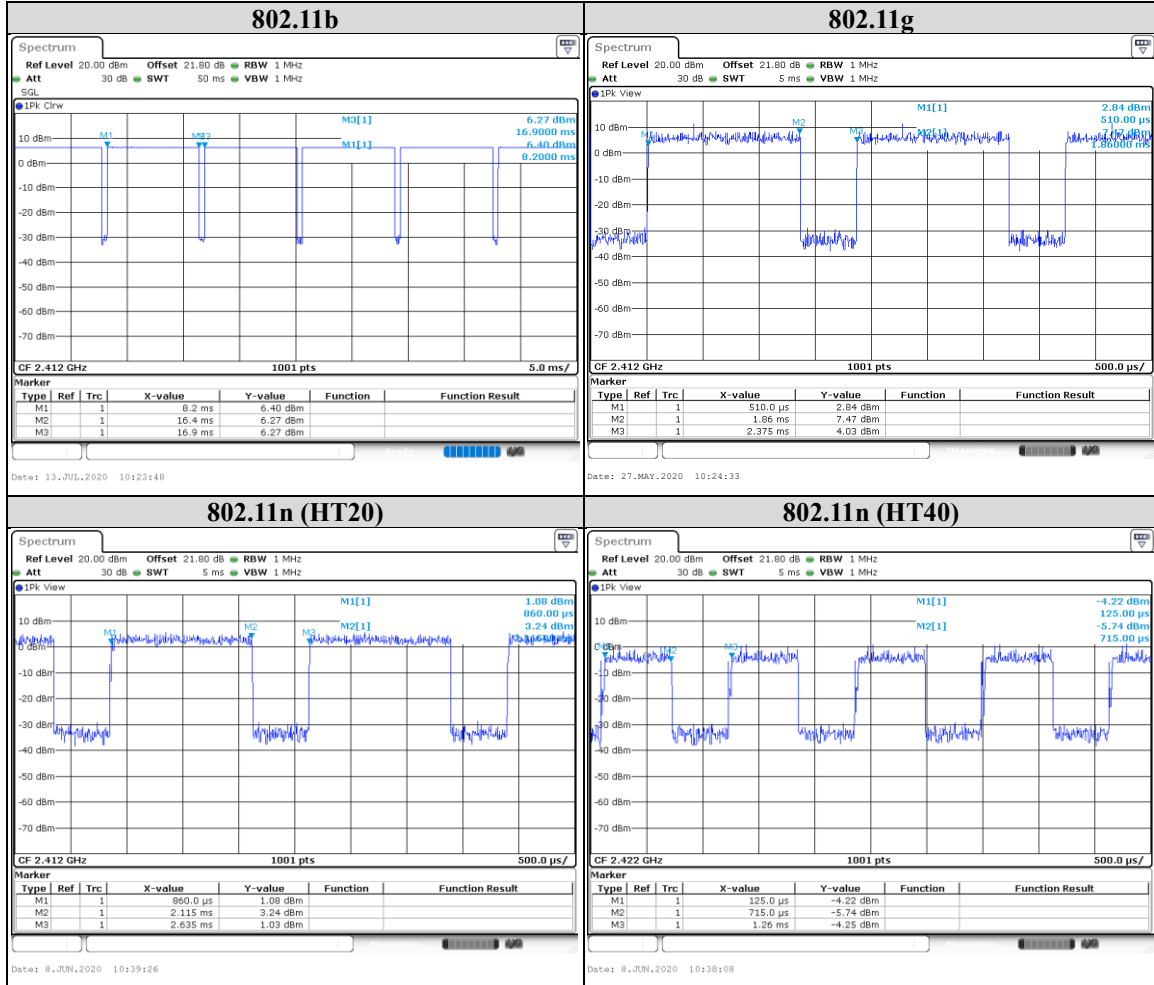 802.11b
Spectrum
Ref Level 20.00 dBm Offset 21.80 dB RBW 1 MHz
Att 30 dB SWT 50 ms VBW 1 MHz
SGL
1Pk Clrw
M3[1] 6.27 dBm
16.9000 ms
M1[1] 6.40 dBm
8.2000 ms
M1
10 dBm
0 dBm
-10 dBm
-20 dBm
-30 dBm
-40 dBm
-50 dBm
-60 dBm
-70 dBm
CF 2.412 GHz 1001 pts 5.0 ms/
Marker
Type Ref Trc X-value Y-value Function Function Result
M1 1 8.2 ms 6.40 dBm
M2 1 16.4 ms 6.27 dBm
M3 1 16.9 ms 6.27 dBm
Date: 13.JUL.2020 10:23:48
802.11g
Spectrum
Ref Level 20.00 dBm Offset 21.80 dB RBW 1 MHz
Att 30 dB SWT 5 ms VBW 1 MHz
1Pk View
M1[1] 2.84 dBm
510.00 µs
M2[1] 7.47 dBm
1.86000 ms
M1
M2
M3
10 dBm
0 dBm
-10 dBm
-20 dBm
-30 dBm
-40 dBm
-50 dBm
-60 dBm
-70 dBm
CF 2.412 GHz 1001 pts 500.0 µs/
Marker
Type Ref Trc X-value Y-value Function Function Result
M1 1 510.0 µs 2.84 dBm
M2 1 1.86 ms 7.47 dBm
M3 1 2.375 ms 4.03 dBm
Date: 27.MAY.2020 10:24:33
802.11n (HT20)
Spectrum
Ref Level 20.00 dBm Offset 21.80 dB RBW 1 MHz
Att 30 dB SWT 5 ms VBW 1 MHz
1Pk View
M1[1] 1.08 dBm
860.00 µs
M2[1] 3.24 dBm
M1
M2
M3
10 dBm
0 dBm
-10 dBm
-20 dBm
-30 dBm
-40 dBm
-50 dBm
-60 dBm
-70 dBm
CF 2.412 GHz 1001 pts 500.0 µs/
Marker
Type Ref Trc X-value Y-value Function Function Result
M1 1 860.0 µs 1.08 dBm
M2 1 2.115 ms 3.24 dBm
M3 1 2.635 ms 1.03 dBm
Date: 8.JUN.2020 10:39:26
802.11n (HT40)
Spectrum
Ref Level 20.00 dBm Offset 21.80 dB RBW 1 MHz
Att 30 dB SWT 5 ms VBW 1 MHz
1Pk View
M1[1] -4.22 dBm
125.00 µs
M2[1] -5.74 dBm
715.00 µs
M2
M3
10 dBm
0 dBm
-10 dBm
-20 dBm
-30 dBm
-40 dBm
-50 dBm
-60 dBm
-70 dBm
CF 2.422 GHz 1001 pts 500.0 µs/
Marker
Type Ref Trc X-value Y-value Function Function Result
M1 1 125.0 µs -4.22 dBm
M2 1 715.0 µs -5.74 dBm
M3 1 1.26 ms -4.25 dBm
Date: 8.JUN.2020 10:38:08